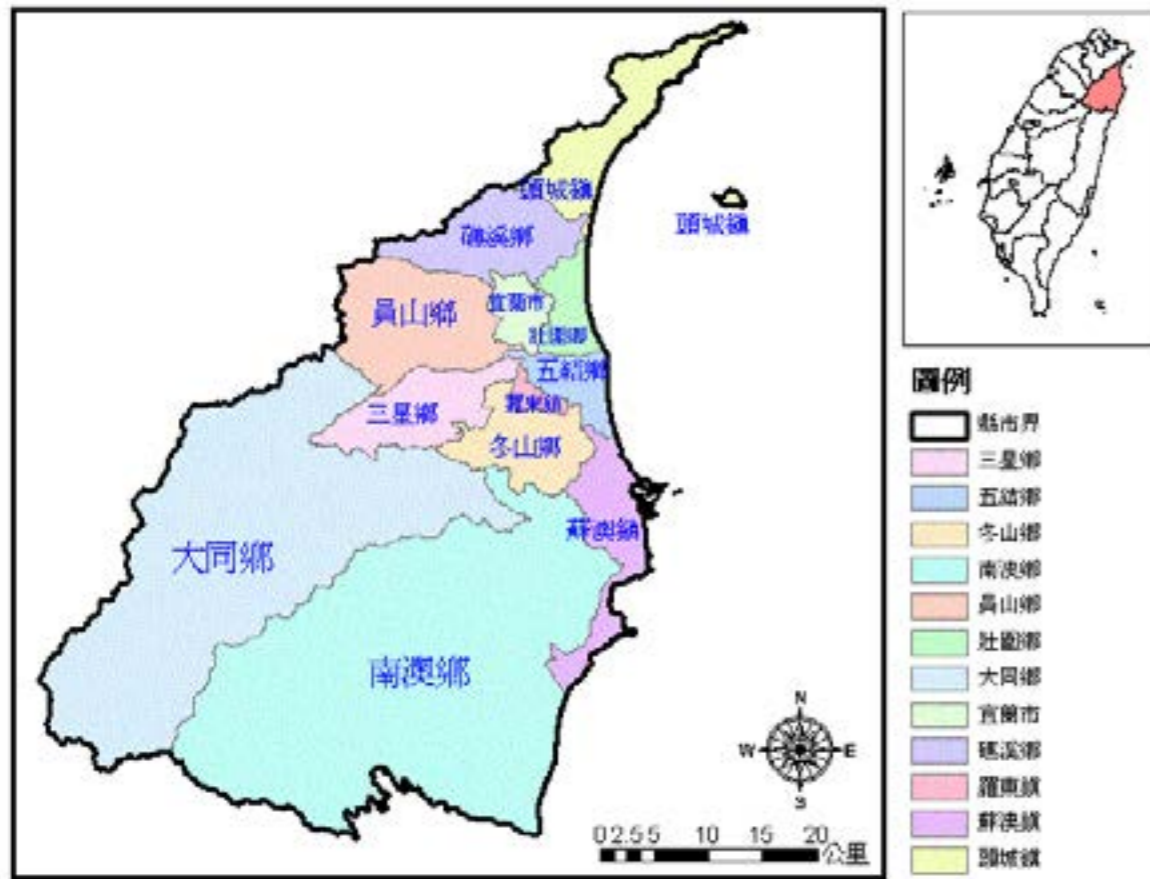 頭城鎮
頭城鎮
礁溪鄉
宜蘭市
員山鄉
壯圍鄉
五結鄉
三星鄉
羅東鎮
冬山鄉
蘇澳鎮
大同鄉
南澳鄉
N
W
E
S
0 2.5 5 10 15 20
公里
圖例
縣市界
三星鄉
五結鄉
冬山鄉
南澳鄉
員山鄉
壯圍鄉
大同鄉
宜蘭市
礁溪鄉
羅東鎮
蘇澳鎮
頭城鎮